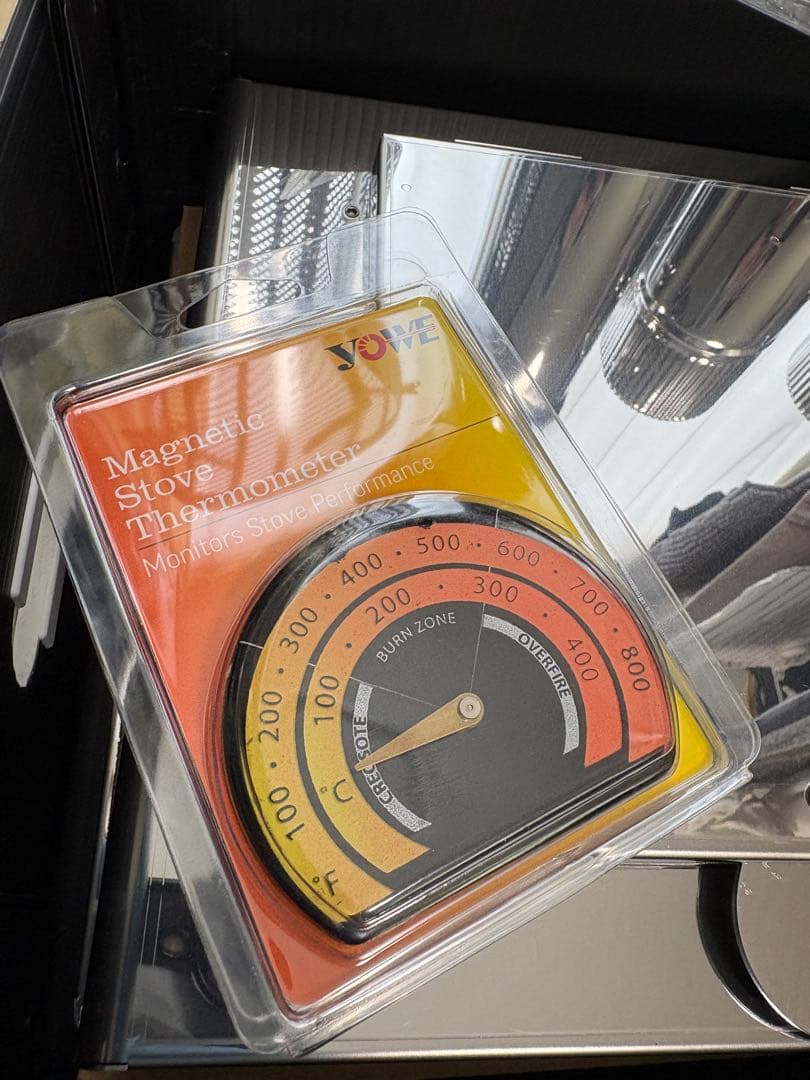 yOWE
Magnetic
Stove
Thermometer
Monitors Stove Performance
°F 100 · 200 · 300 · 400 · 500 · 600 · 700 · 800
°C 100 · 200 · 300 · 400
CREOSOTE
BURN ZONE
OVERFIRE